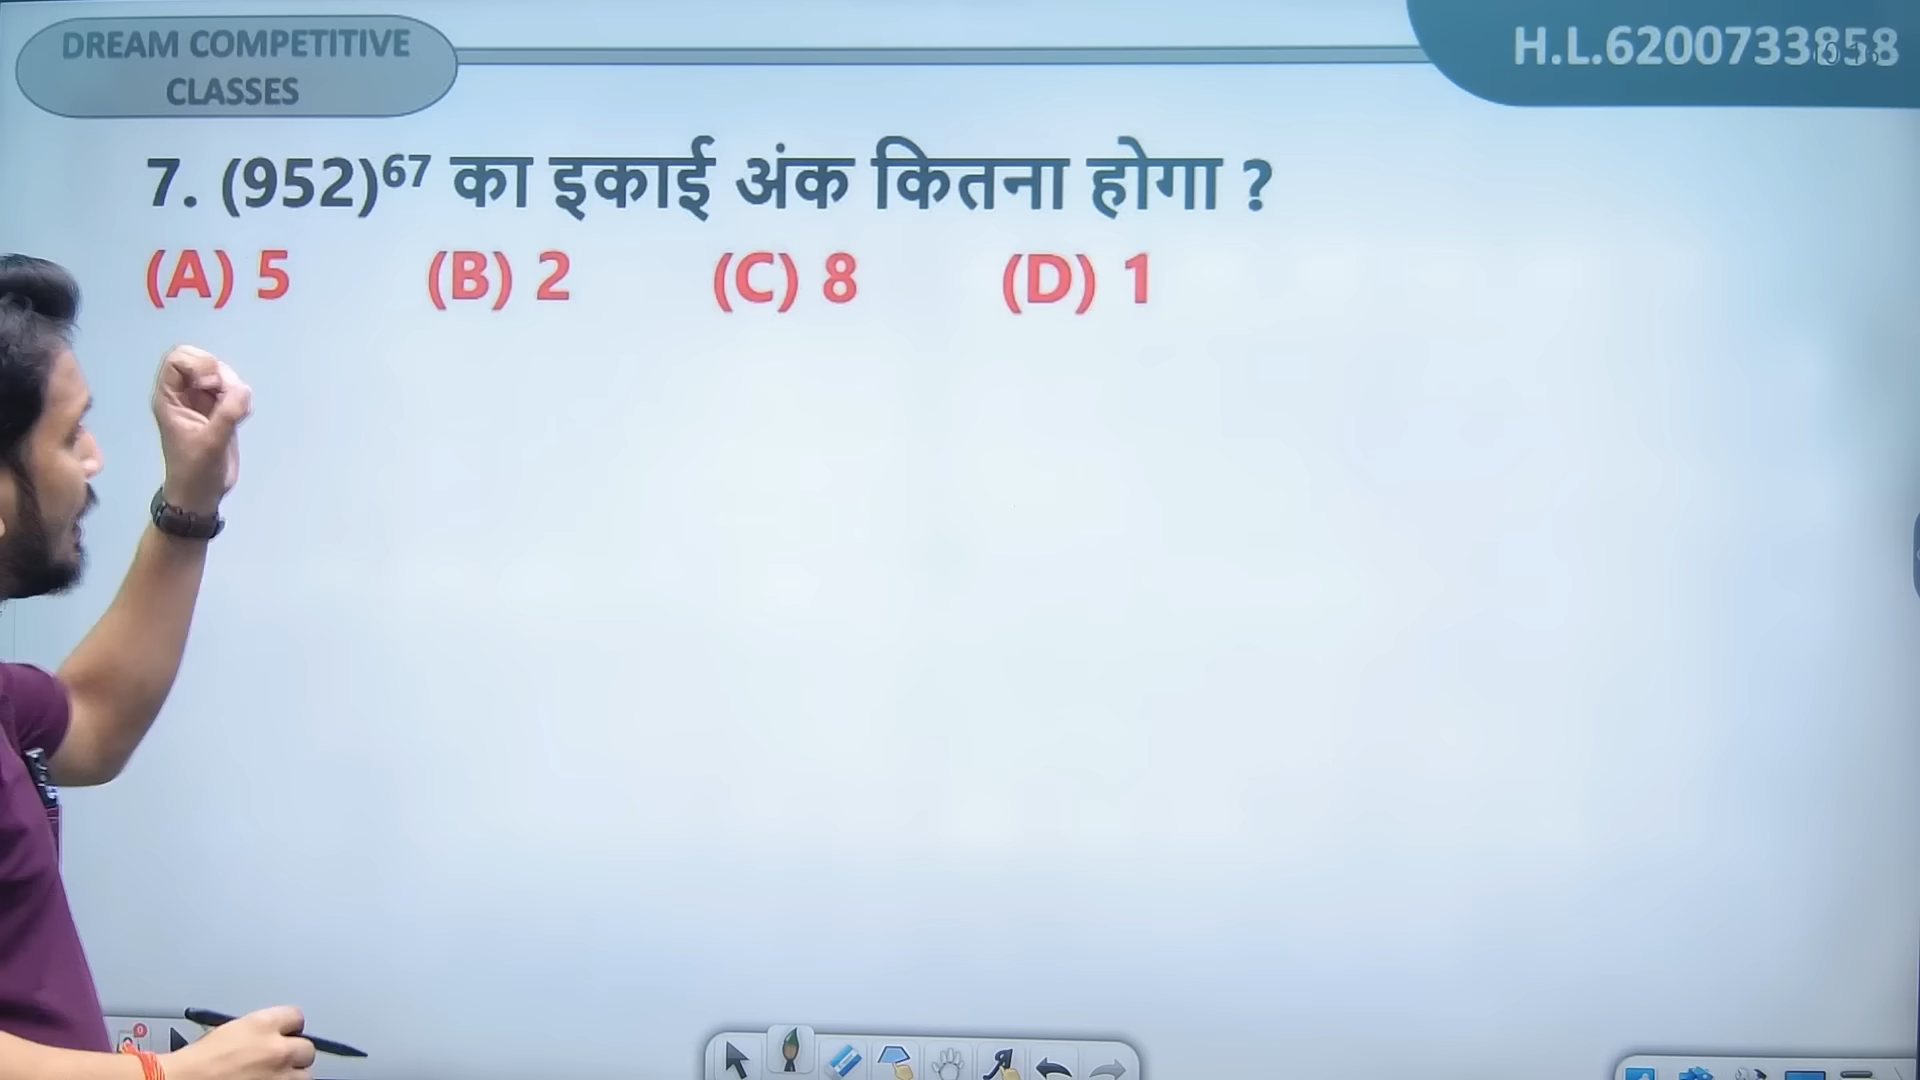 DREAM COMPETITIVE
CLASSES
H.L.6200733858
7. (952)⁶⁷ का इकाई अंक कितना होगा ?
(A) 5 (B) 2 (C) 8 (D) 1